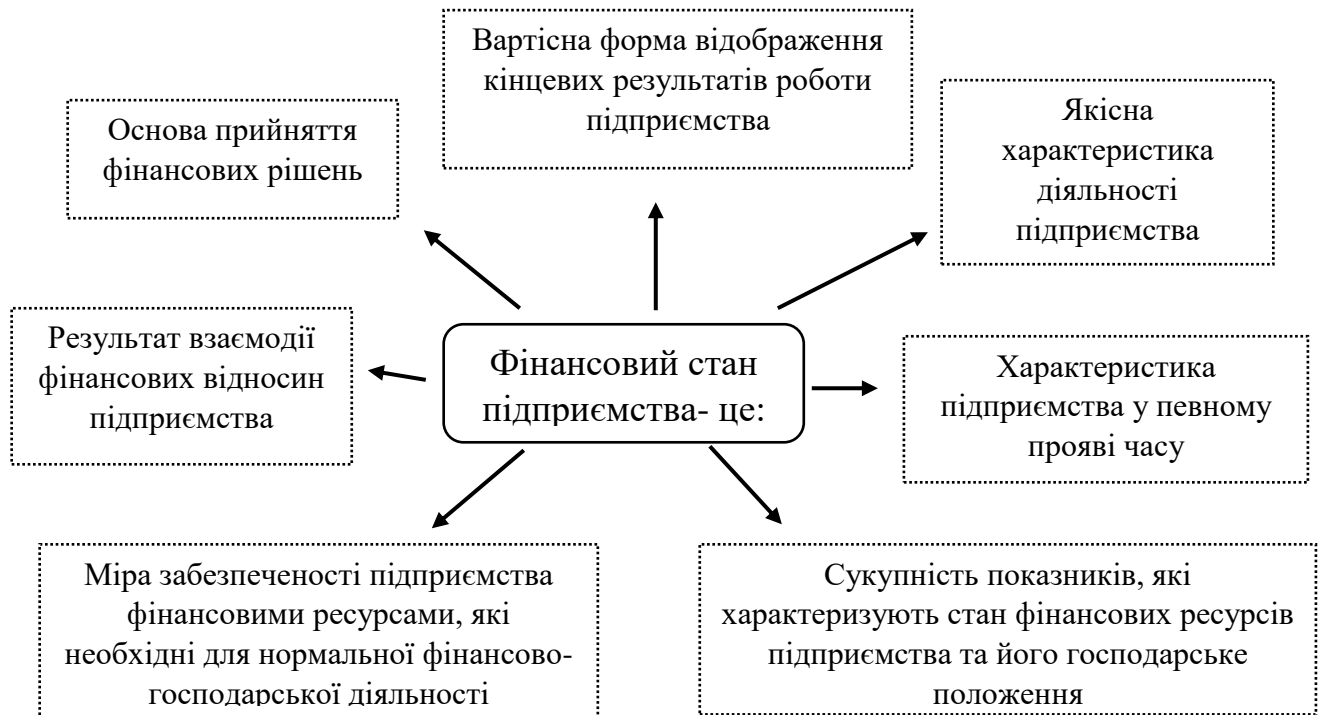 Вартісна форма відображення
кінцевих результатів роботи
підприємства
Основа прийняття
фінансових рішень
Якісна
характеристика
діяльності
підприємства
Результат взаємодії
фінансових відносин
підприємства
Фінансовий стан
підприємства- це:
Характеристика
підприємства у певному
прояві часу
Міра забезпеченості підприємства
фінансовими ресурсами, які
необхідні для нормальної фінансово-
господарської діяльності
Сукупність показників, які
характеризують стан фінансових ресурсів
підприємства та його господарське
положення